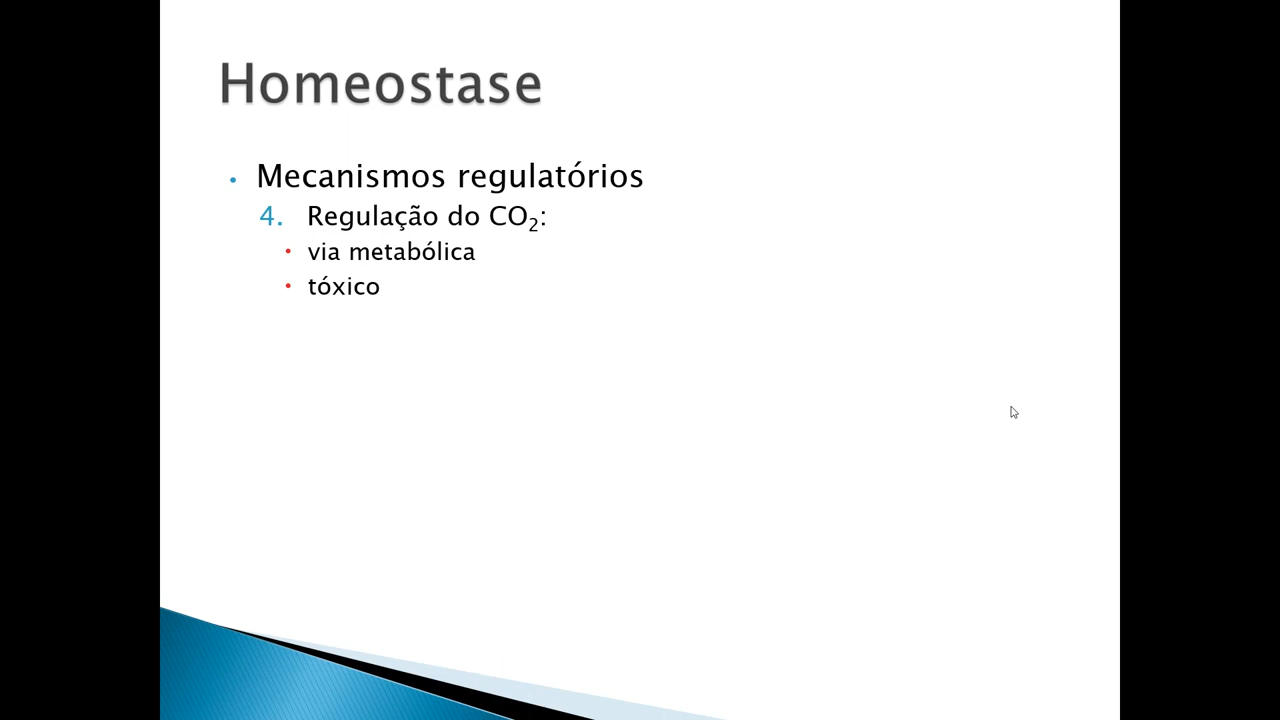 Homeostase
• Mecanismos regulatórios
4. Regulação do CO₂:
• via metabólica
• tóxico